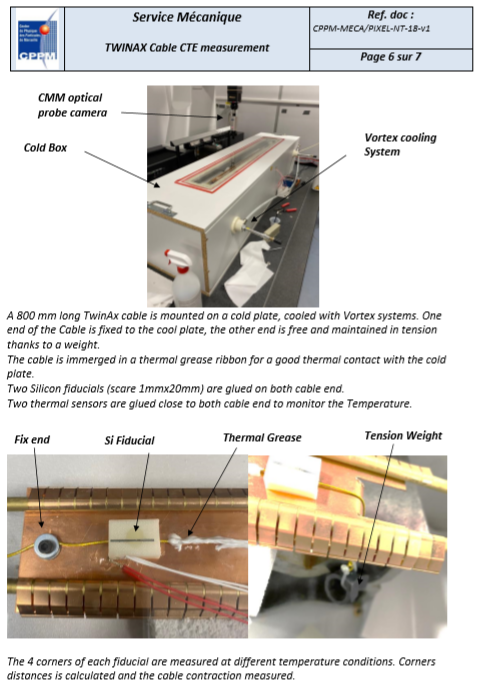 Service Mécanique
TWINAX Cable CTE measurement
Ref. doc :
CPPM-MECA/PIXEL-NT-18-v1
Page 6 sur 7
CPPM
CMM optical
probe camera
Cold Box
Vortex cooling
System
A 800 mm long TwinAx cable is mounted on a cold plate, cooled with Vortex systems. One
end of the Cable is fixed to the cool plate, the other end is free and maintained in tension
thanks to a weight.
The cable is immerged in a thermal grease ribbon for a good thermal contact with the cold
plate.
Two Silicon fiducials (scare 1mmx20mm) are glued on both cable end.
Two thermal sensors are glued close to both cable end to monitor the Temperature.
Fix end
Si Fiducial
Thermal Grease
Tension Weight
The 4 corners of each fiducial are measured at different temperature conditions. Corners
distances is calculated and the cable contraction measured.